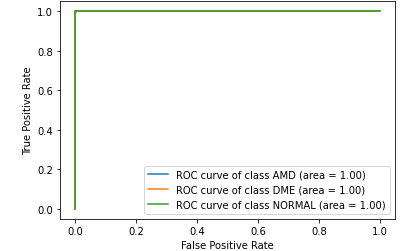 1.0
0.8
0.6
0.4
0.2
0.0
True Positive Rate
ROC curve of class AMD (area = 1.00)
ROC curve of class DME (area = 1.00)
ROC curve of class NORMAL (area = 1.00)
0.0 0.2 0.4 0.6 0.8 1.0
False Positive Rate